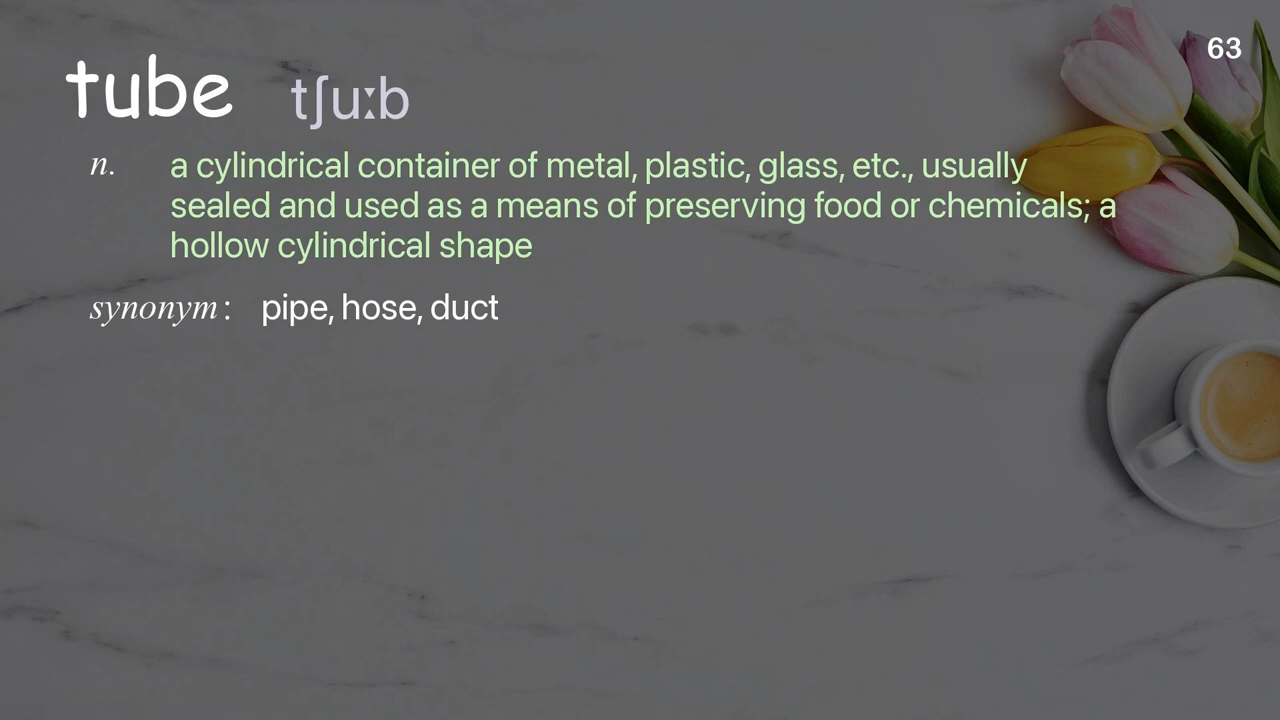 63
tube tʃuːb
n. a cylindrical container of metal, plastic, glass, etc., usually
sealed and used as a means of preserving food or chemicals; a
hollow cylindrical shape
synonym: pipe, hose, duct